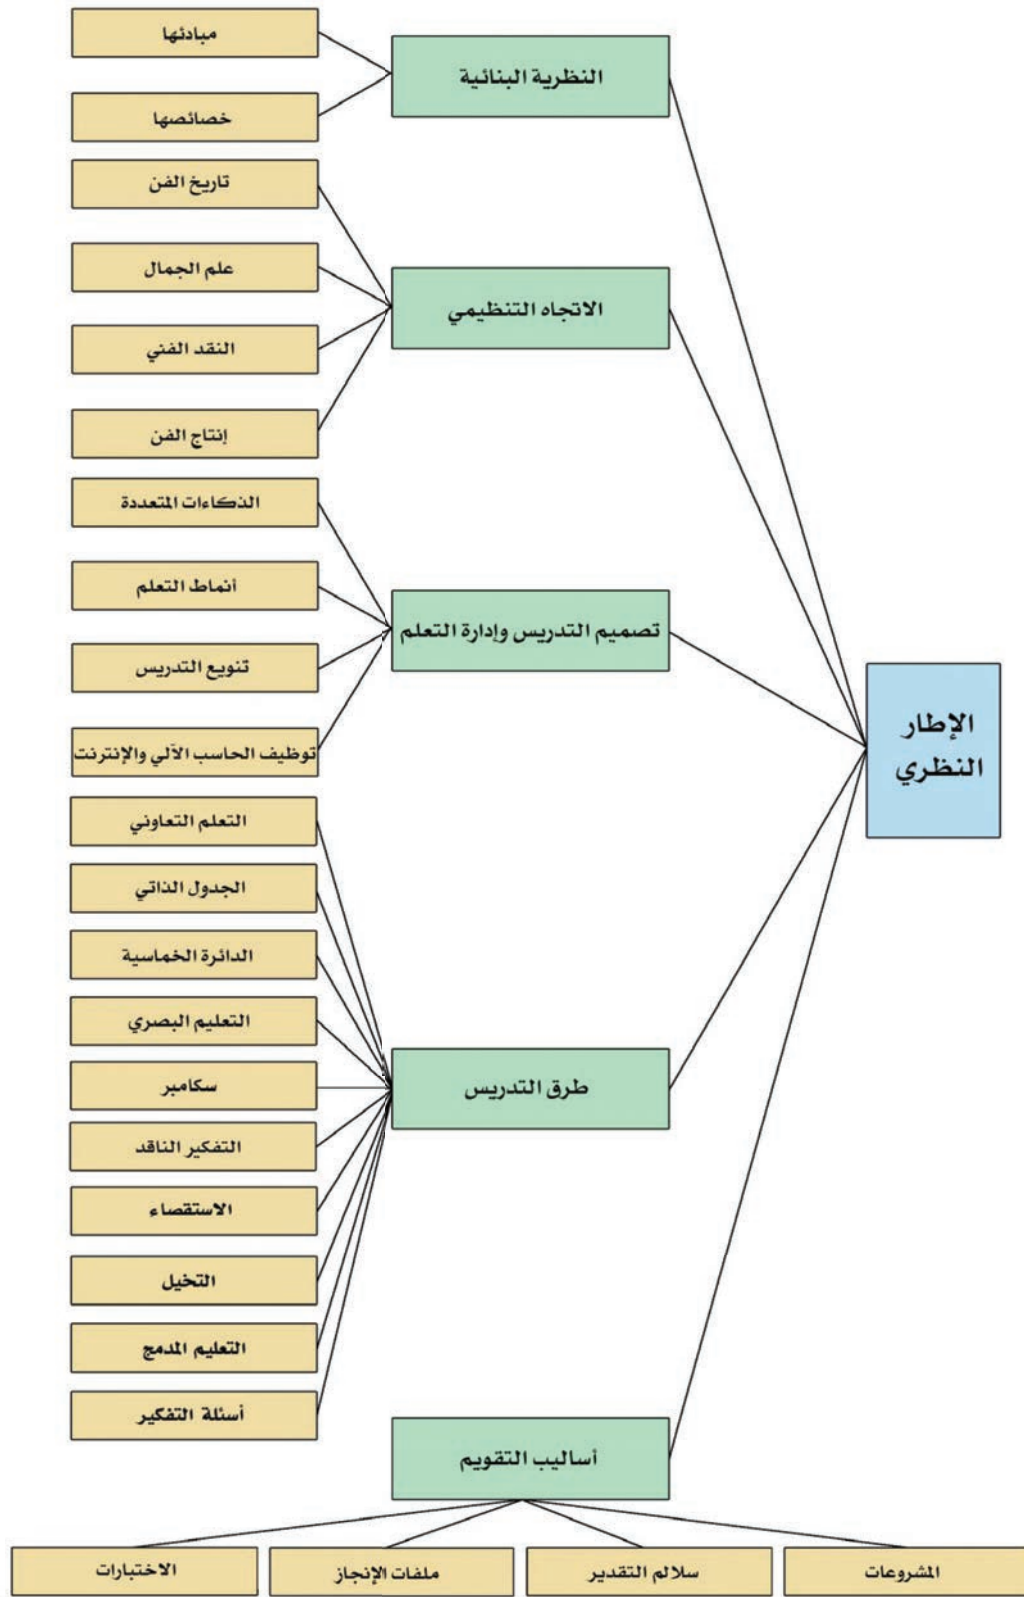 الإطار
النظري
النظرية البنائية
مبادئها
خصائصها
الاتجاه التنظيمي
تاريخ الفن
علم الجمال
النقد الفني
إنتاج الفن
تصميم التدريس وإدارة التعلم
الذكاءات المتعددة
أنماط التعلم
تنويع التدريس
توظيف الحاسب الآلي والإنترنت
طرق التدريس
التعلم التعاوني
الجدول الذاتي
الدائرة الخماسية
التعليم البصري
سكامبر
التفكير الناقد
الاستقصاء
التخيل
التعليم المدمج
أسئلة التفكير
أساليب التقويم
المشروعات
سلالم التقدير
ملفات الإنجاز
الاختبارات